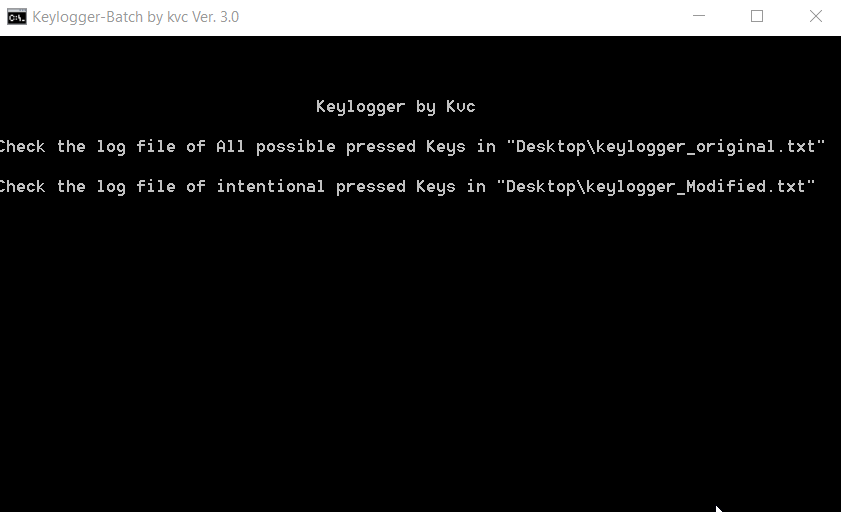 Keylogger-Batch by kvc Ver. 3.0
Keylogger by Kvc
Check the log file of All possible pressed Keys in "Desktop\keylogger_original.txt"
Check the log file of intentional pressed Keys in "Desktop\keylogger_Modified.txt"